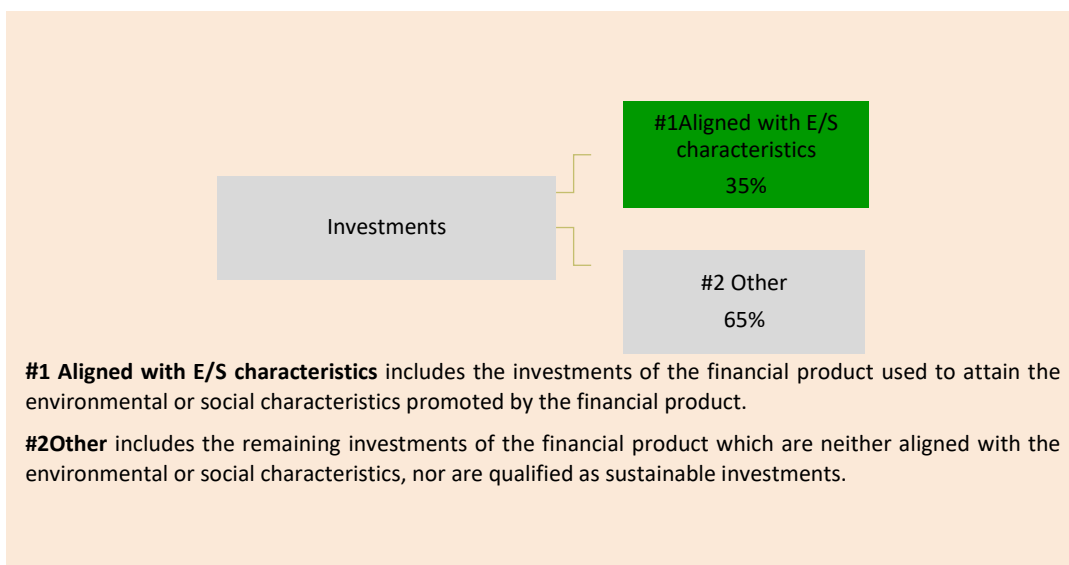 #1Aligned with E/S
characteristics
35%
Investments
#2 Other
65%
#1 Aligned with E/S characteristics includes the investments of the financial product used to attain the
environmental or social characteristics promoted by the financial product.
#2Other includes the remaining investments of the financial product which are neither aligned with the
environmental or social characteristics, nor are qualified as sustainable investments.